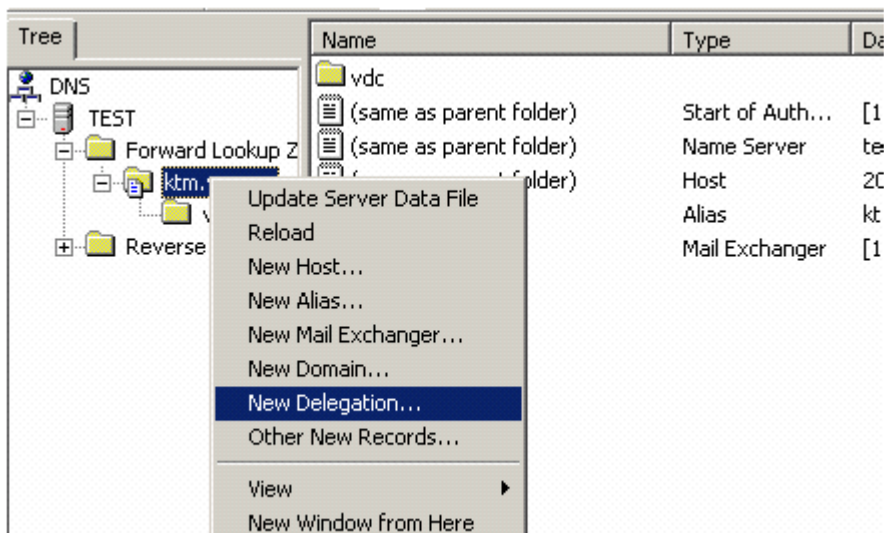 Tree
Name Type
DNS
vdc
TEST
(same as parent folder) Start of Auth... [1
Forward Lookup Z
(same as parent folder) Name Server te
ktm.
folder) Host 20
Alias kt
Reverse
Mail Exchanger [1
Update Server Data File
Reload
New Host...
New Alias...
New Mail Exchanger...
New Domain...
New Delegation...
Other New Records...
View
New Window from Here